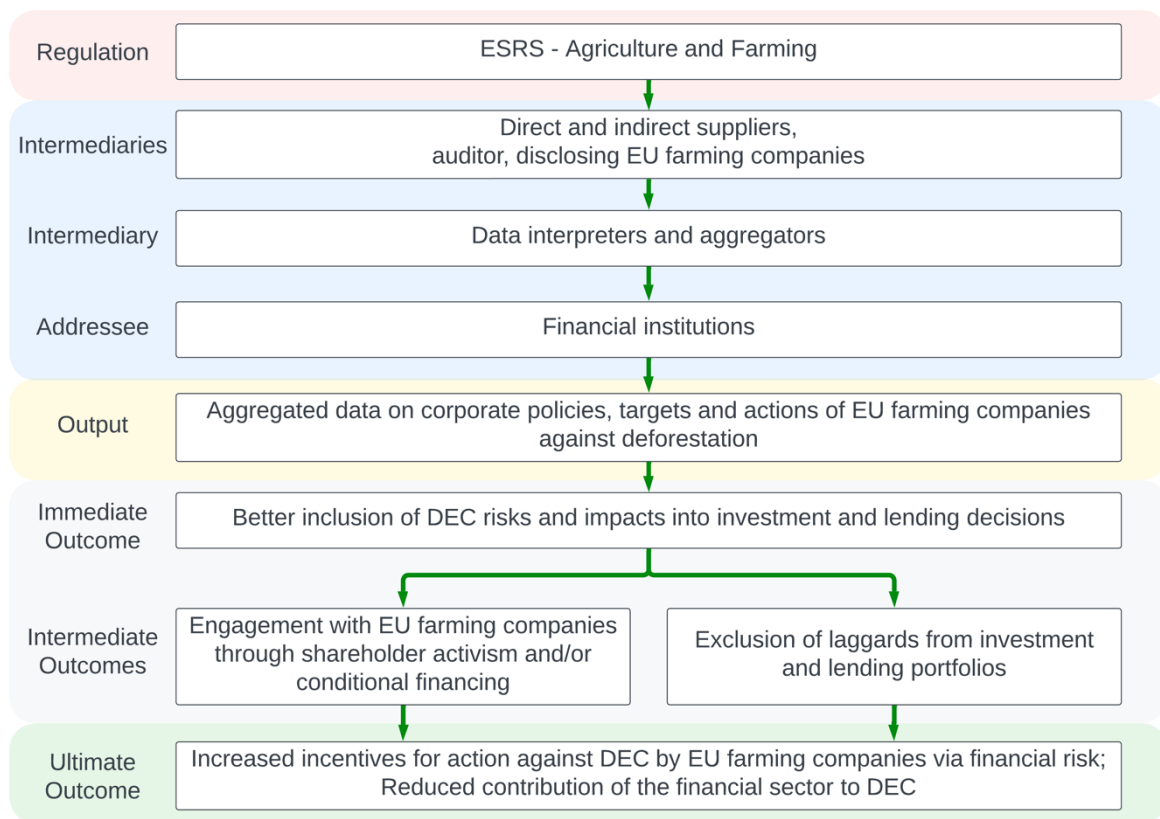 Regulation
ESRS - Agriculture and Farming
Intermediaries
Direct and indirect suppliers,
auditor, disclosing EU farming companies
Intermediary
Data interpreters and aggregators
Addressee
Financial institutions
Output
Aggregated data on corporate policies, targets and actions of EU farming companies
against deforestation
Immediate
Outcome
Better inclusion of DEC risks and impacts into investment and lending decisions
Intermediate
Outcomes
Engagement with EU farming companies
through shareholder activism and/or
conditional financing
Exclusion of laggards from investment
and lending portfolios
Ultimate
Outcome
Increased incentives for action against DEC by EU farming companies via financial risk;
Reduced contribution of the financial sector to DEC